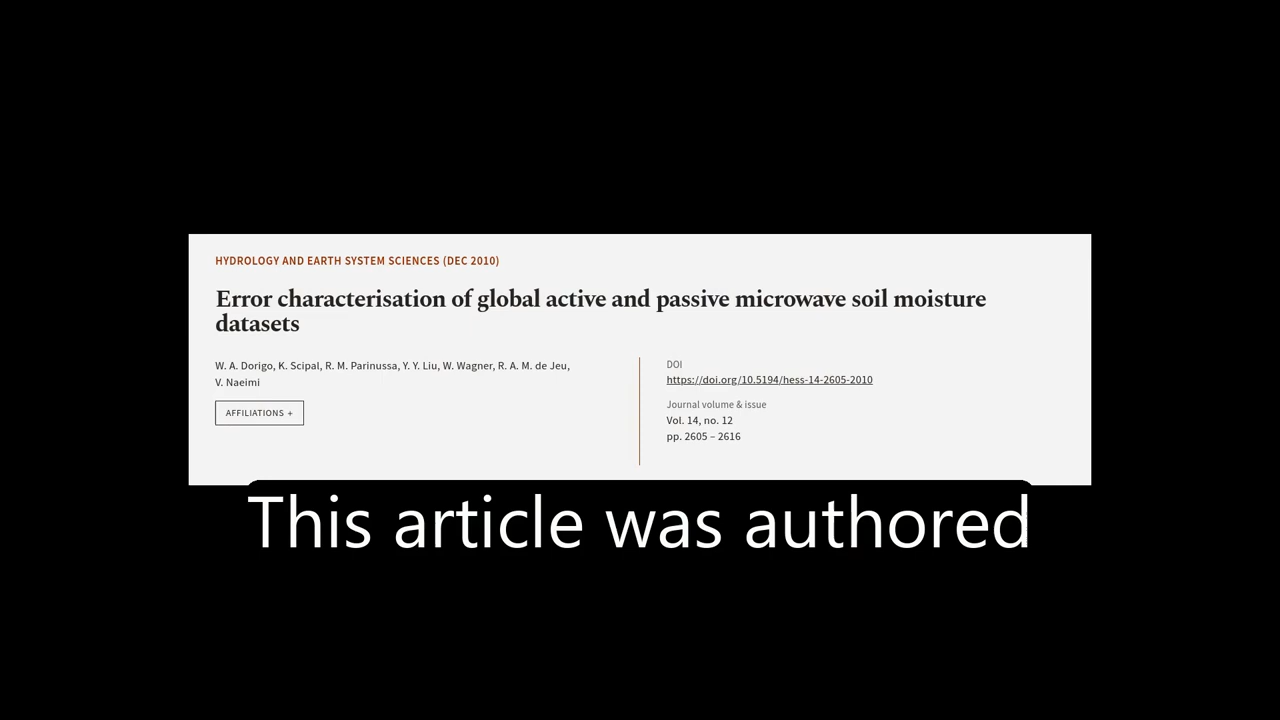 HYDROLOGY AND EARTH SYSTEM SCIENCES (DEC 2010)
Error characterisation of global active and passive microwave soil moisture
datasets
W. A. Dorigo, K. Scipal, R. M. Parinussa, Y. Y. Liu, W. Wagner, R. A. M. de Jeu,
V. Naeimi
AFFILIATIONS +
DOI
https://doi.org/10.5194/hess-14-2605-2010
Journal volume & issue
Vol. 14, no. 12
pp. 2605 – 2616
This article was authored